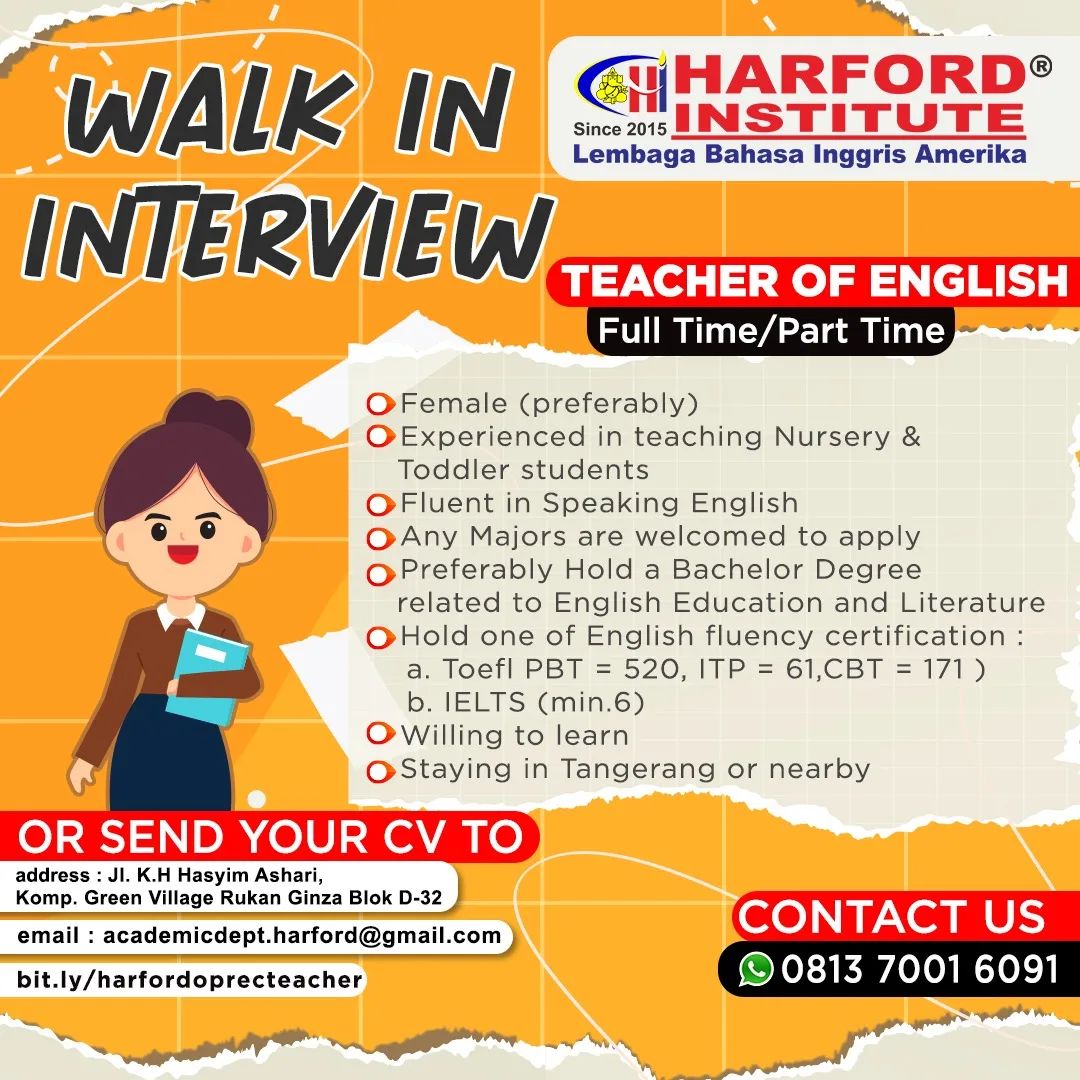 WALK IN
INTERVIEW
HARFORD®
INSTITUTE
Since 2015
Lembaga Bahasa Inggris Amerika
TEACHER OF ENGLISH
Full Time/Part Time
Female (preferably)
Experienced in teaching Nursery &
Toddler students
Fluent in Speaking English
Any Majors are welcomed to apply
Preferably Hold a Bachelor Degree
related to English Education and Literature
Hold one of English fluency certification :
a. Toefl PBT = 520, ITP = 61,CBT = 171 )
b. IELTS (min.6)
Willing to learn
Staying in Tangerang or nearby
OR SEND YOUR CV TO
address : Jl. K.H Hasyim Ashari,
Komp. Green Village Rukan Ginza Blok D-32
email : academicdept.harford@gmail.com
bit.ly/harfordoprecteacher
CONTACT US
0813 7001 6091